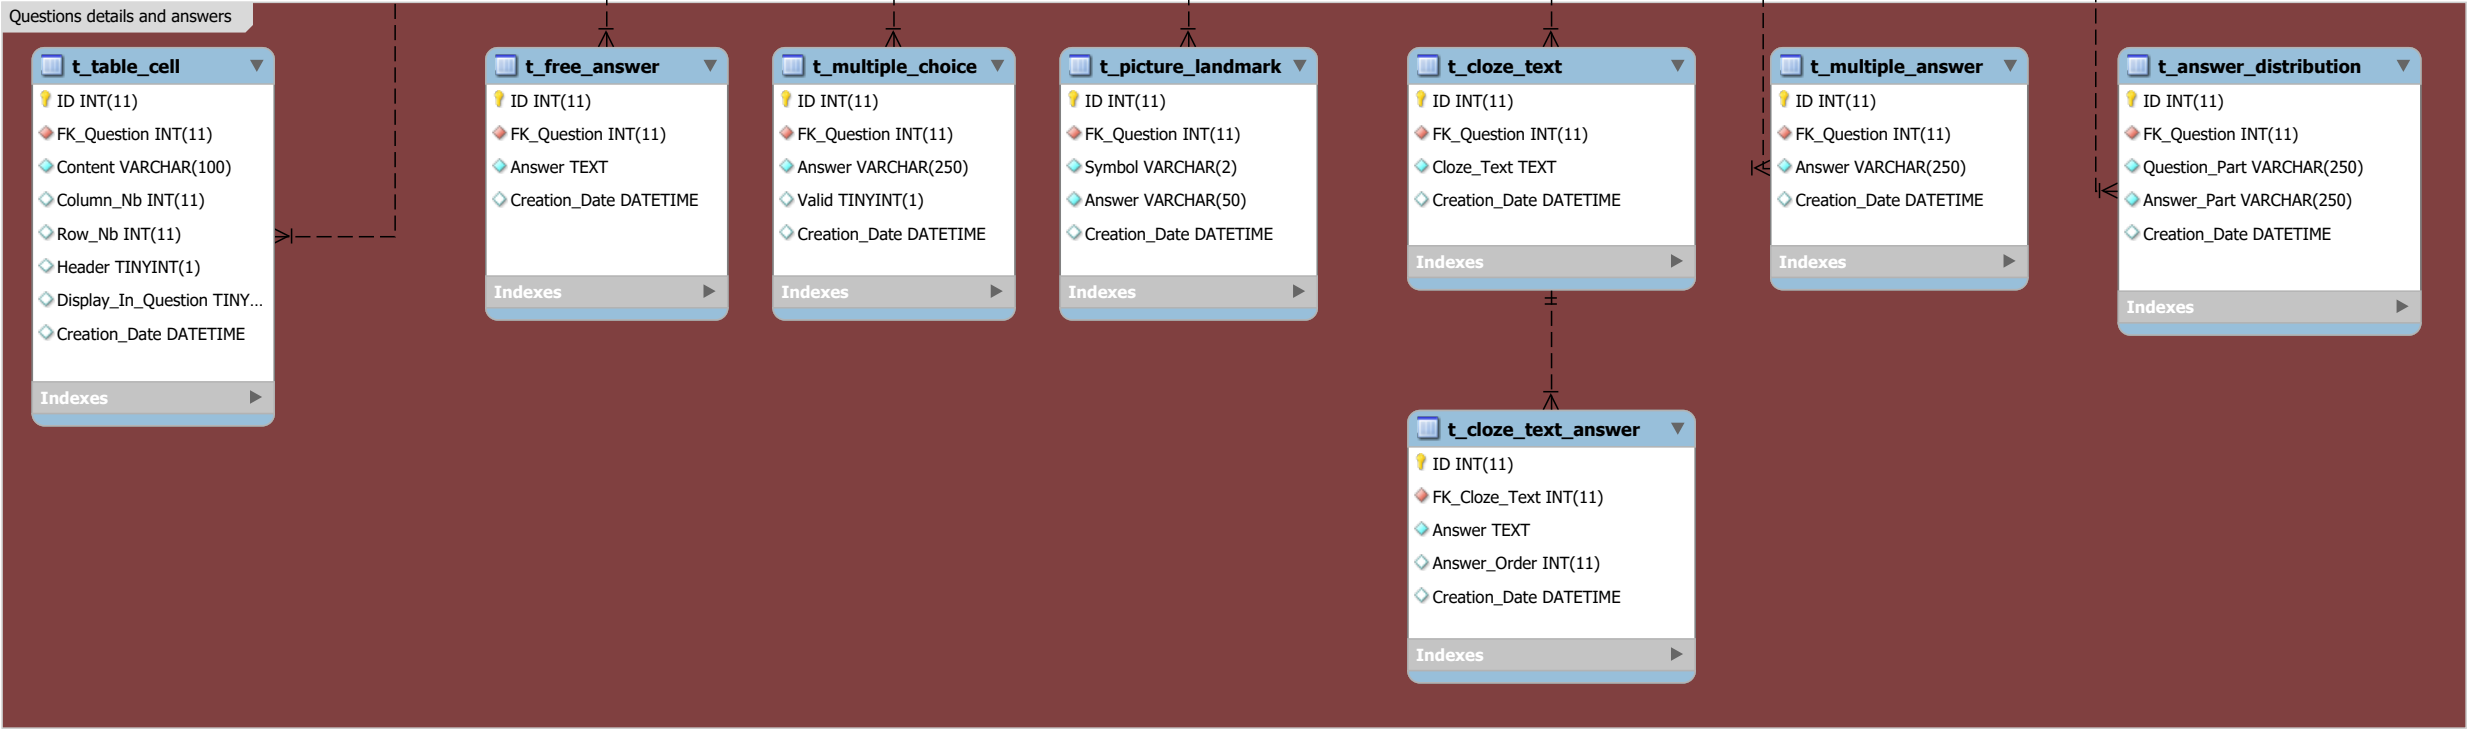 Questions details and answers
t_table_cell
ID INT(11)
FK_Question INT(11)
Content VARCHAR(100)
Column_Nb INT(11)
Row_Nb INT(11)
Header TINYINT(1)
Display_In_Question TINY...
Creation_Date DATETIME
Indexes
t_free_answer
ID INT(11)
FK_Question INT(11)
Answer TEXT
Creation_Date DATETIME
Indexes
t_multiple_choice
ID INT(11)
FK_Question INT(11)
Answer VARCHAR(250)
Valid TINYINT(1)
Creation_Date DATETIME
Indexes
t_picture_landmark
ID INT(11)
FK_Question INT(11)
Symbol VARCHAR(2)
Answer VARCHAR(50)
Creation_Date DATETIME
Indexes
t_cloze_text
ID INT(11)
FK_Question INT(11)
Cloze_Text TEXT
Creation_Date DATETIME
Indexes
t_multiple_answer
ID INT(11)
FK_Question INT(11)
Answer VARCHAR(250)
Creation_Date DATETIME
Indexes
t_answer_distribution
ID INT(11)
FK_Question INT(11)
Question_Part VARCHAR(250)
Answer_Part VARCHAR(250)
Creation_Date DATETIME
Indexes
t_cloze_text_answer
ID INT(11)
FK_Cloze_Text INT(11)
Answer TEXT
Answer_Order INT(11)
Creation_Date DATETIME
Indexes